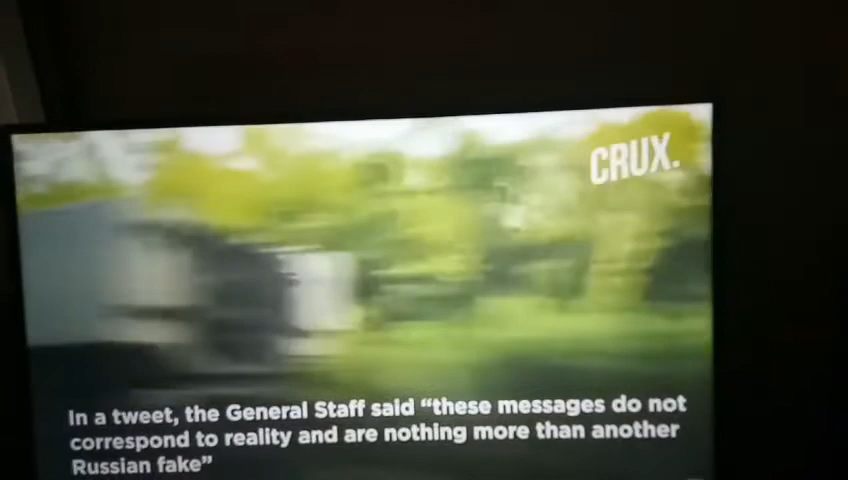 CRUX.
In a tweet, the General Staff said “these messages do not
correspond to reality and are nothing more than another
Russian fake”